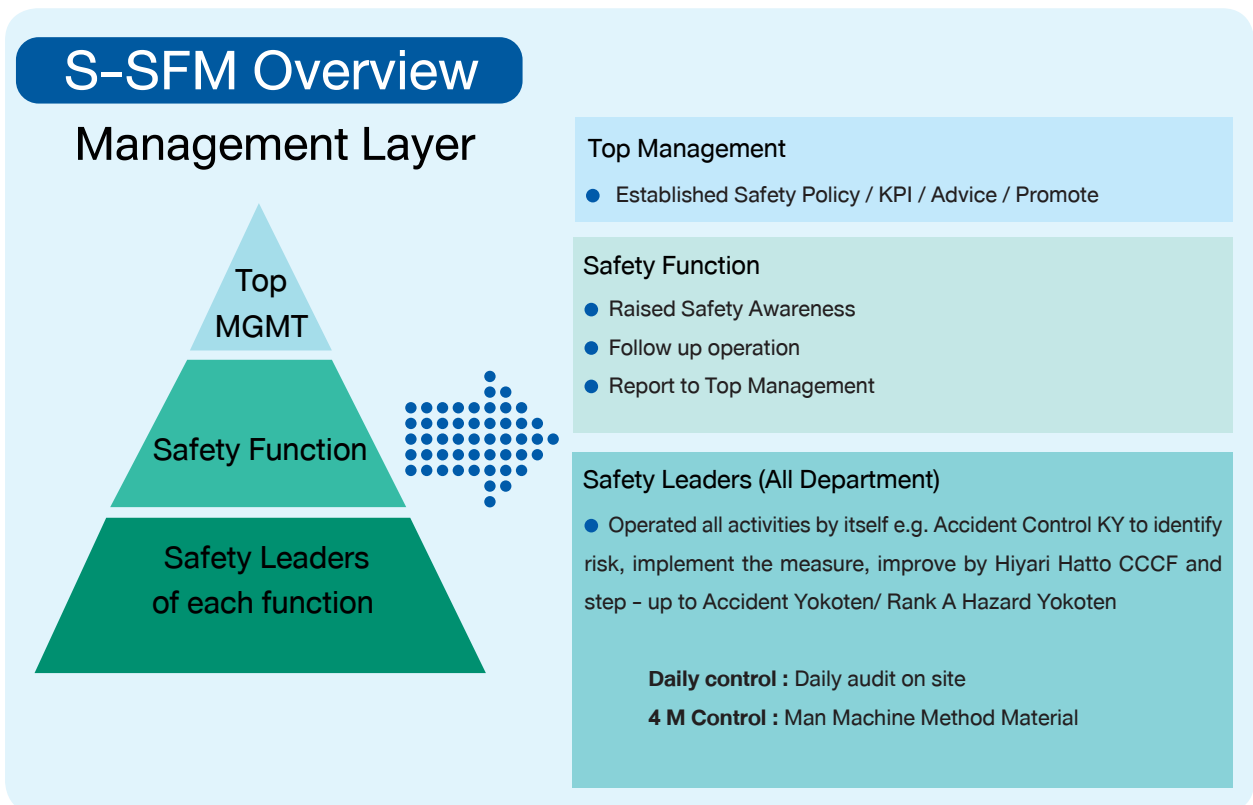 S-SFM Overview
Management Layer
Top
MGMT
Safety Function
Safety Leaders
of each function
Top Management
● Established Safety Policy / KPI / Advice / Promote
Safety Function
● Raised Safety Awareness
● Follow up operation
● Report to Top Management
Safety Leaders (All Department)
● Operated all activities by itself e.g. Accident Control KY to identify
risk, implement the measure, improve by Hiyari Hatto CCCF and
step - up to Accident Yokoten/ Rank A Hazard Yokoten
Daily control : Daily audit on site
4 M Control : Man Machine Method Material